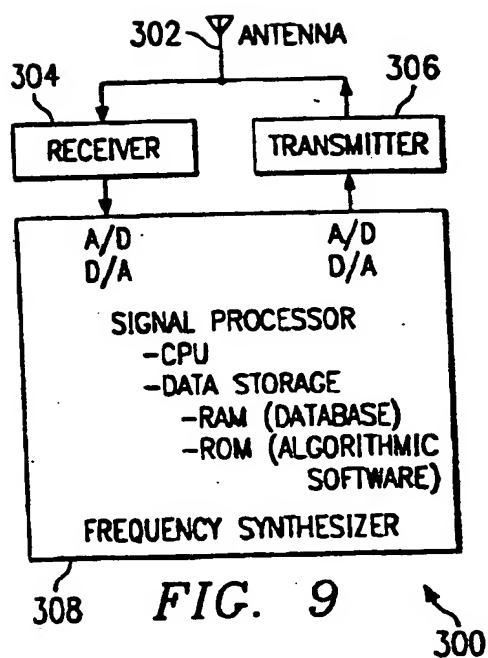 302
ANTENNA
304
306
RECEIVER
TRANSMITTER
A/D
D/A
A/D
D/A
SIGNAL PROCESSOR
-CPU
-DATA STORAGE
-RAM (DATABASE)
-ROM (ALGORITHMIC
SOFTWARE)
FREQUENCY SYNTHESIZER
308
FIG. 9
300